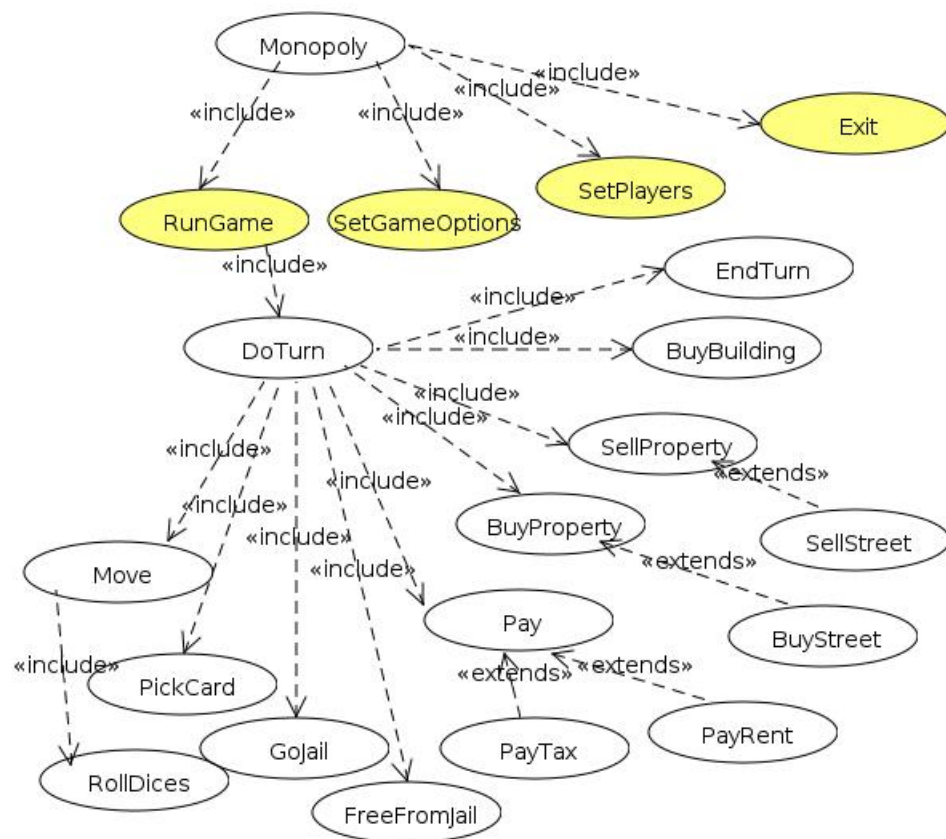 Monopoly
«include»
«include»
«include»
«include»
Exit
SetPlayers
RunGame
SetGameOptions
«include»
EndTurn
«include»
DoTurn
«include»
BuyBuilding
«include»
«include»
SellProperty
«include»
«include»
«extends»
«include»
«include»
BuyProperty
«include»
SellStreet
«extends»
Move
«include»
Pay
BuyStreet
«include»
«extends»
«extends»
PickCard
PayRent
GoJail
PayTax
RollDices
FreeFromJail